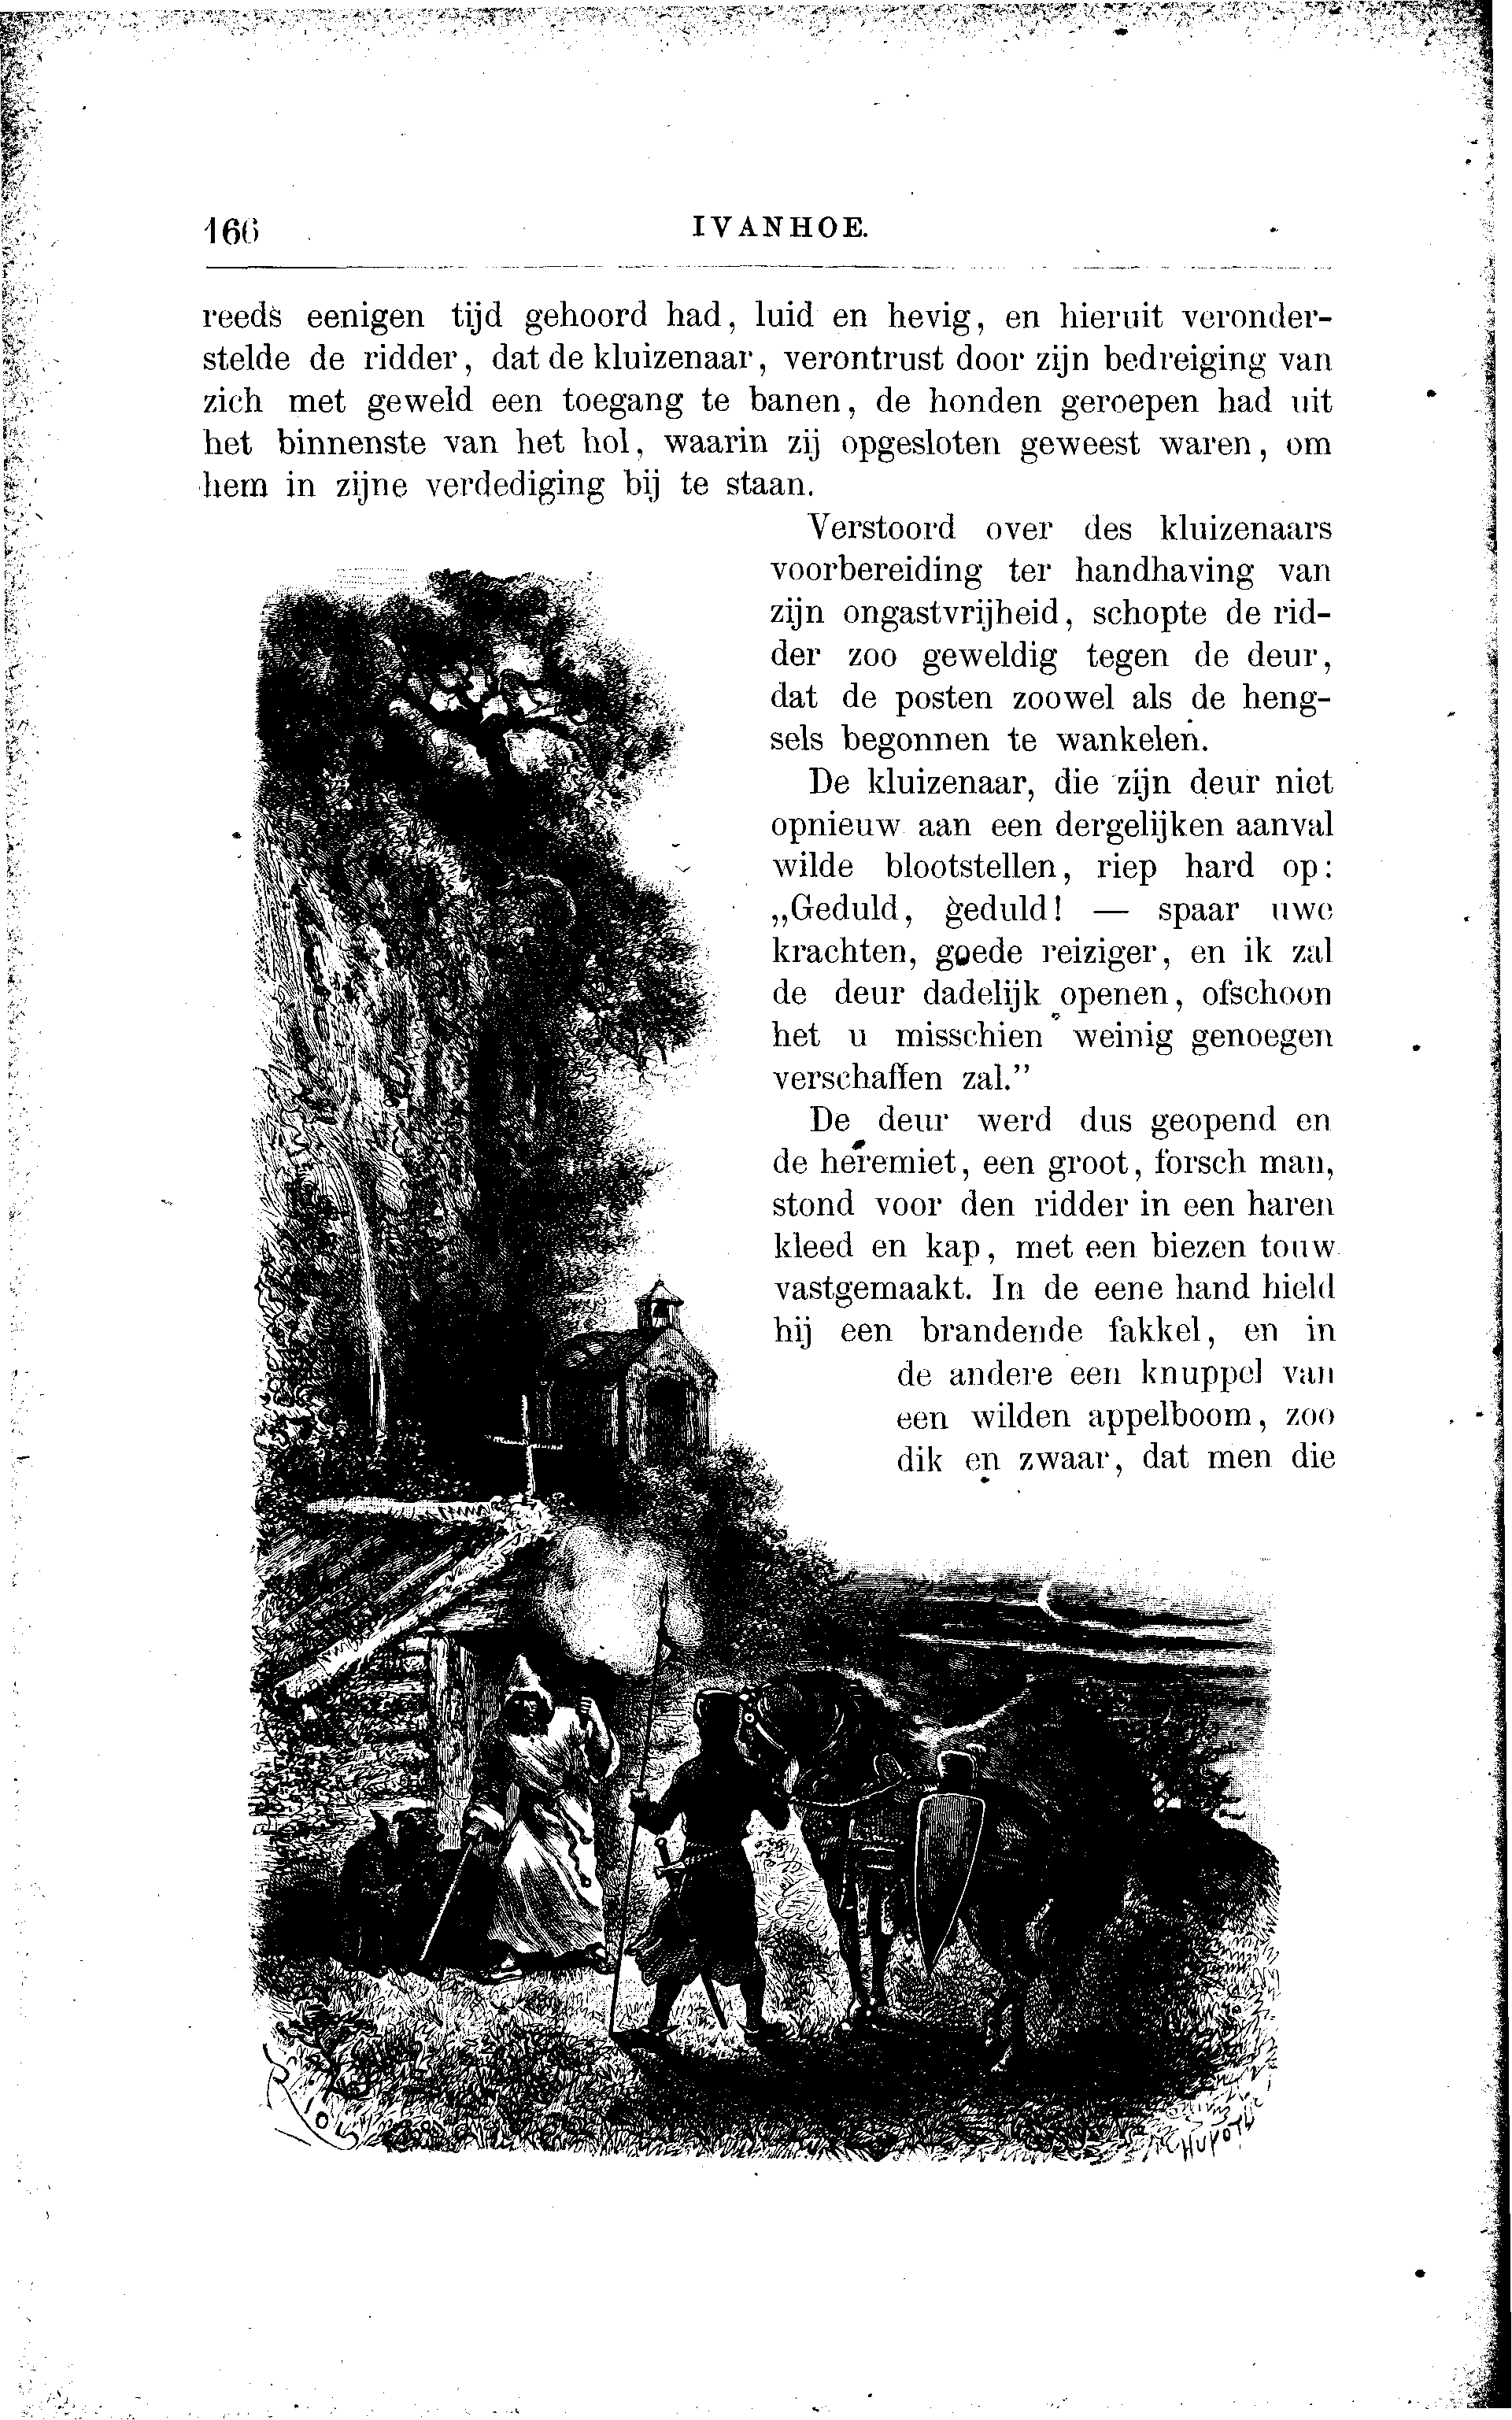 166
IVANHOE.
reeds eenigen tijd gehoord had, luid en hevig, en hieruit veronder-
stelde de ridder, dat de kluizenaar, verontrust door zijn bedreiging van
zich met geweld een toegang te banen, de honden geroepen had uit
het binnenste van het hol, waarin zij opgesloten geweest waren, om
hem in zijne verdediging bij te staan.
Verstoord over des kluizenaars
voorbereiding ter handhaving van
zijn ongastvrijheid, schopte de rid-
der zoo geweldig tegen de deur,
dat de posten zoowel als de heng-
sels begonnen te wankelen.
De kluizenaar, die zijn deur niet
opnieuw aan een dergelijken aanval
wilde blootstellen, riep hard op:
„Geduld, geduld! — spaar uwe
krachten, goede reiziger, en ik zal
de deur dadelijk openen, ofschoon
het u misschien weinig genoegen
verschaffen zal.”
De deur werd dus geopend en
de heremiet, een groot, forsch man,
stond voor den ridder in een haren
kleed en kap, met een biezen touw
vastgemaakt. In de eene hand hield
hij een brandende fakkel, en in
de andere een knuppel van
een wilden appelboom, zoo
dik en zwaar, dat men die